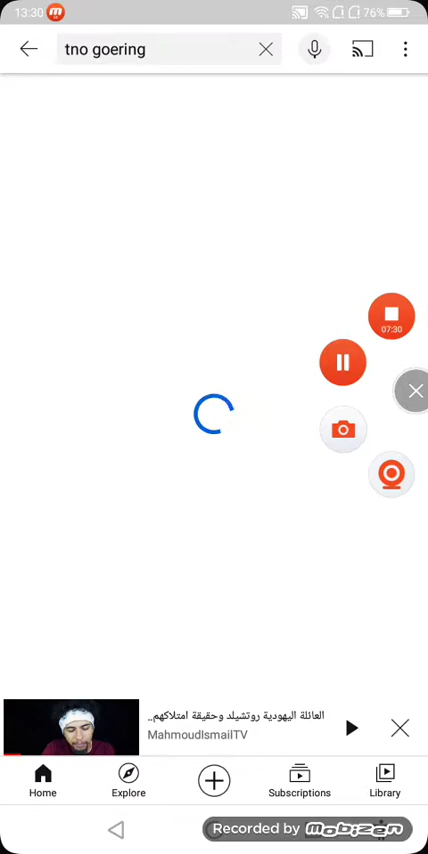 13:30 76%
tno goering
07:30
العائلة اليهودية روتشيلد وحقيقة امتلاكهم..
MahmoudIsmailTV
Home Explore Subscriptions Library
Recorded by mobizen